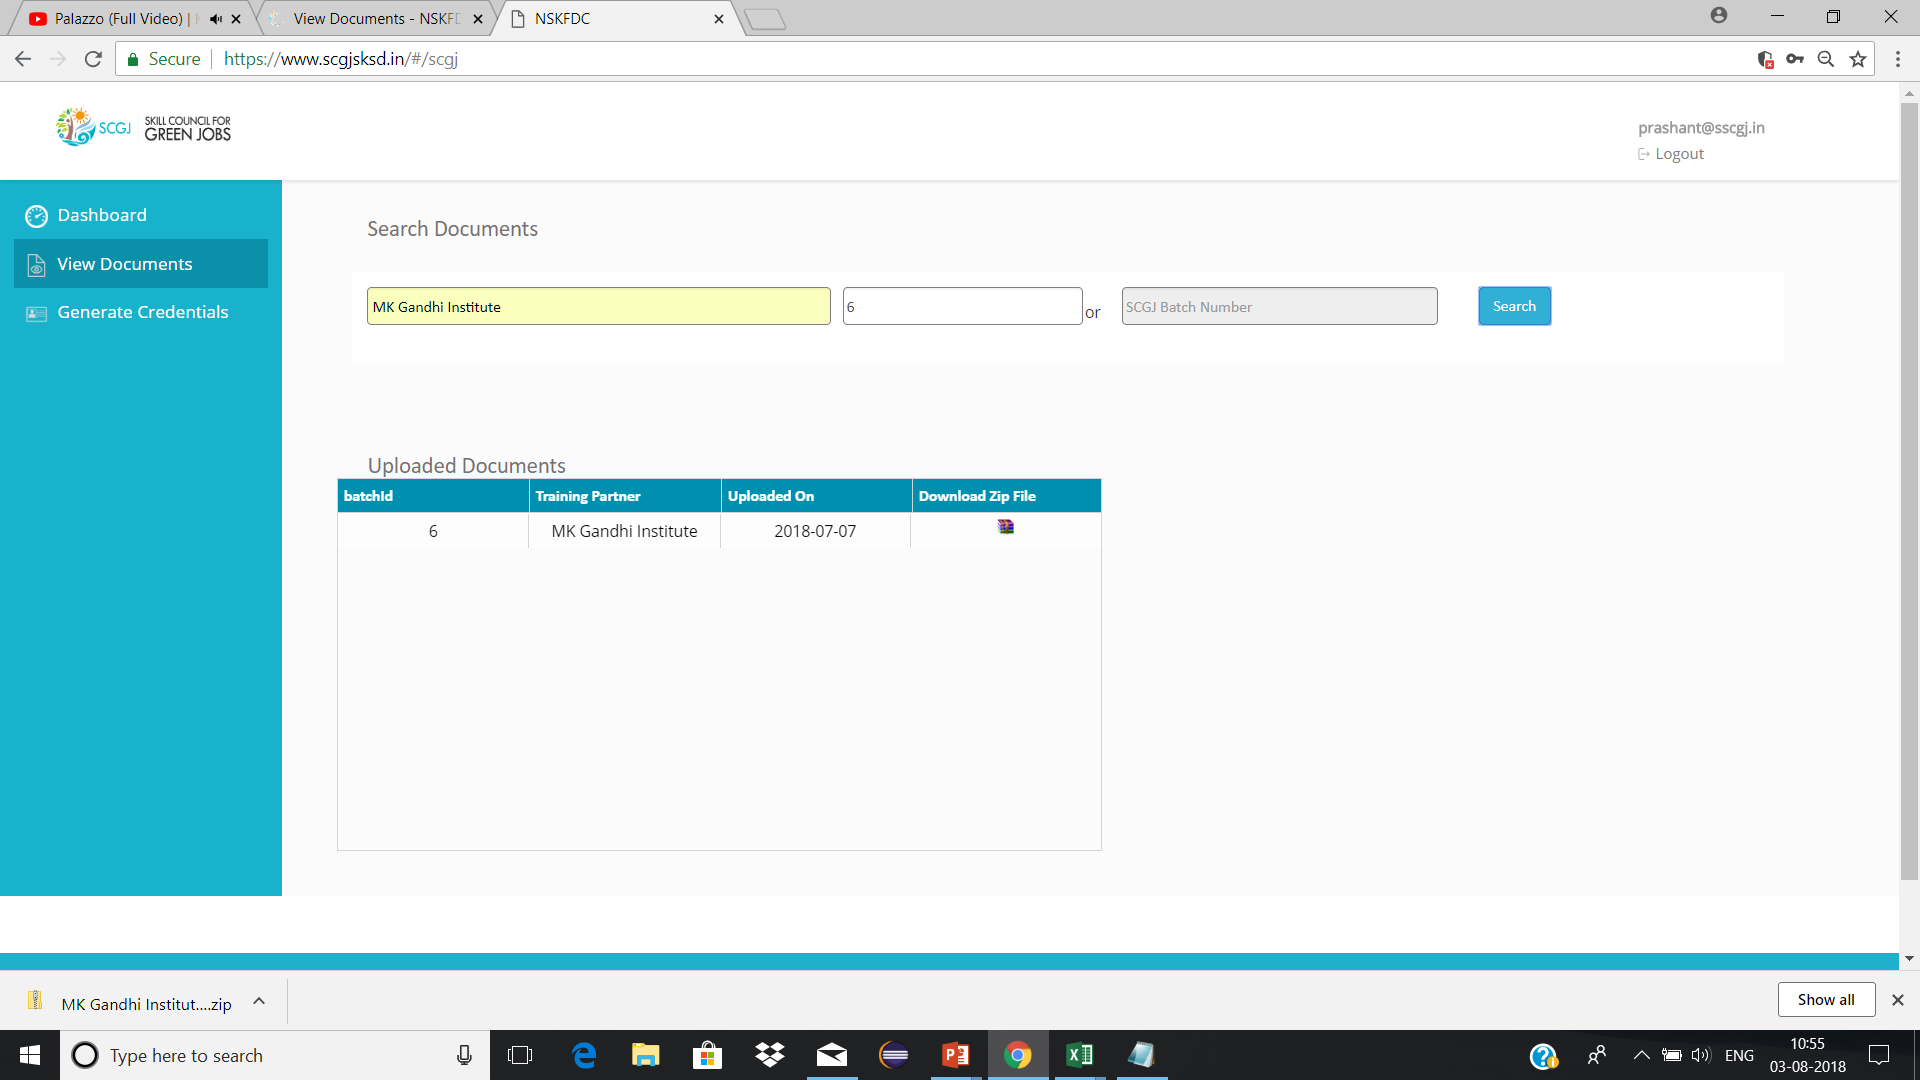 Palazzo (Full Video) |
View Documents - NSKFD
NSKFDC
Secure
https://www.scgjsksd.in/#/scgj
SCGJ
SKILL COUNCIL FOR
GREEN JOBS
prashant@sscgj.in
Logout
Dashboard
View Documents
Generate Credentials
Search Documents
MK Gandhi Institute
6
or
SCGJ Batch Number
Search
Uploaded Documents
batchId Training Partner Uploaded On Download Zip File
6 MK Gandhi Institute 2018-07-07
MK Gandhi Institut....zip
Show all
Type here to search
ENG
10:55
03-08-2018